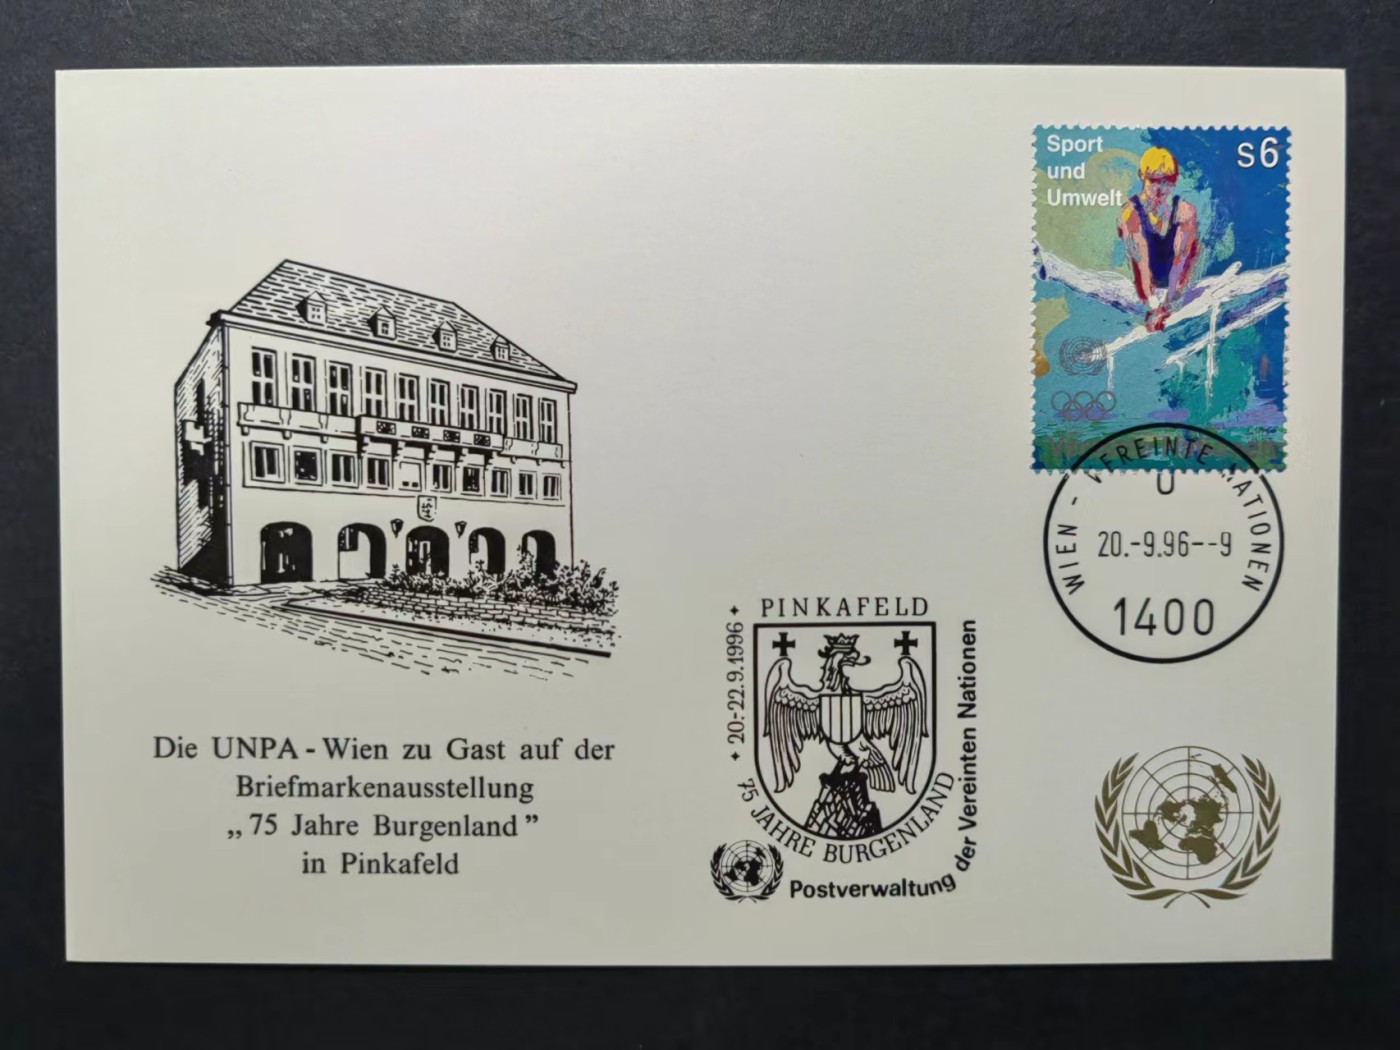 Sport
und
Umwelt
S6
WIEN - VEREINTE NATIONEN
0
20.-9.96--9
1400
PINKAFELD
20.-22.9.1996
75 JAHRE BURGENLAND
Postverwaltung der Vereinten Nationen
Die UNPA - Wien zu Gast auf der
Briefmarkenausstellung
„75 Jahre Burgenland”
in Pinkafeld